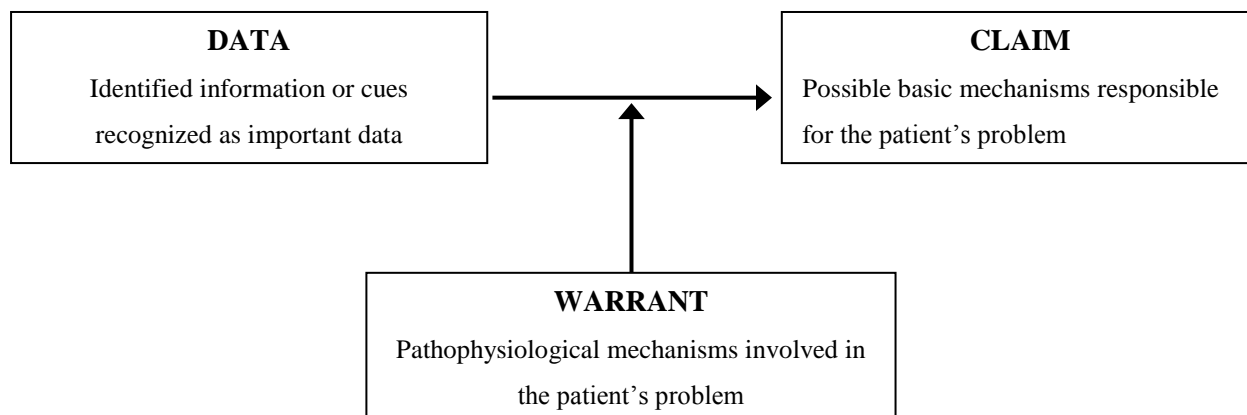 DATA
Identified information or cues
recognized as important data
CLAIM
Possible basic mechanisms responsible
for the patient’s problem
WARRANT
Pathophysiological mechanisms involved in
the patient’s problem